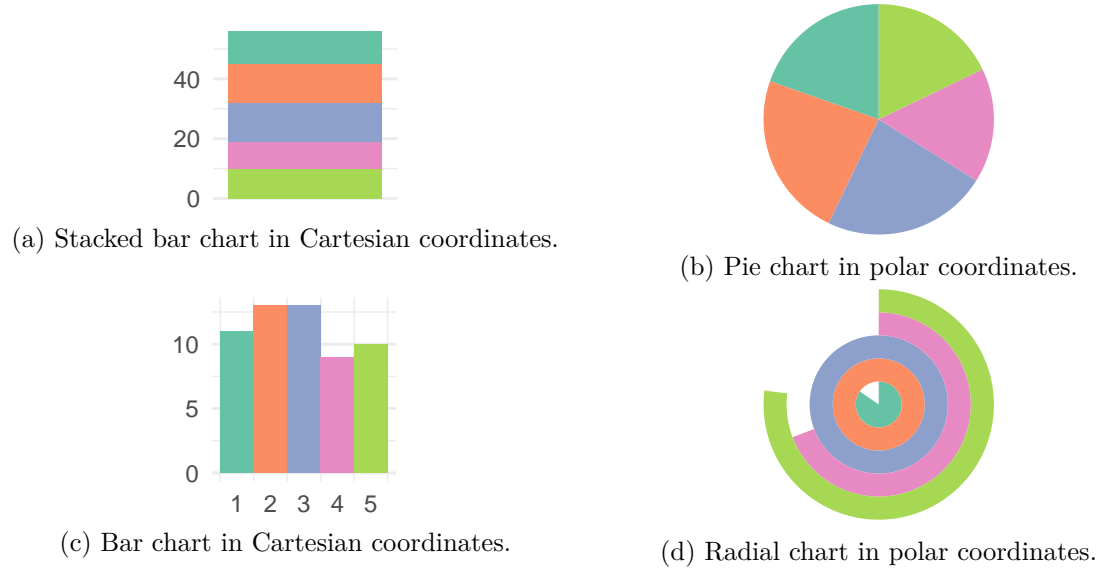 40
20
0
(a) Stacked bar chart in Cartesian coordinates.
(b) Pie chart in polar coordinates.
10
5
0
1 2 3 4 5
(c) Bar chart in Cartesian coordinates.
(d) Radial chart in polar coordinates.